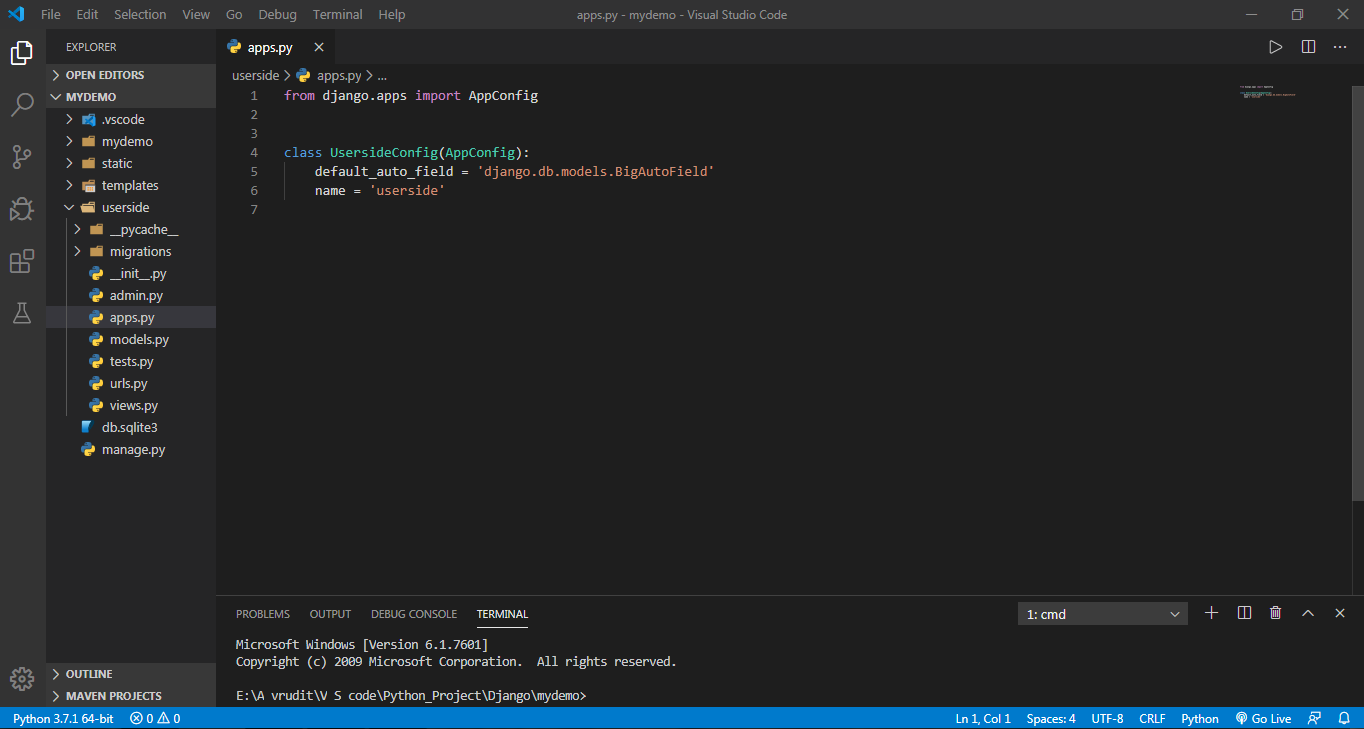 File Edit Selection View Go Debug Terminal Help apps.py - mydemo - Visual Studio Code
EXPLORER
OPEN EDITORS
MYDEMO
.vscode
mydemo
static
templates
userside
__pycache__
migrations
__init__.py
admin.py
apps.py
models.py
tests.py
urls.py
views.py
db.sqlite3
manage.py
OUTLINE
MAVEN PROJECTS
apps.py
userside > apps.py > ...
1 from django.apps import AppConfig
2
3
4 class UsersideConfig(AppConfig):
5 default_auto_field = 'django.db.models.BigAutoField'
6 name = 'userside'
7
PROBLEMS OUTPUT DEBUG CONSOLE TERMINAL 1: cmd
Microsoft Windows [Version 6.1.7601]
Copyright (c) 2009 Microsoft Corporation.  All rights reserved.
E:\A vrudit\V S code\Python_Project\Django\mydemo>
Python 3.7.1 64-bit 0 0 Ln 1, Col 1 Spaces: 4 UTF-8 CRLF Python Go Live